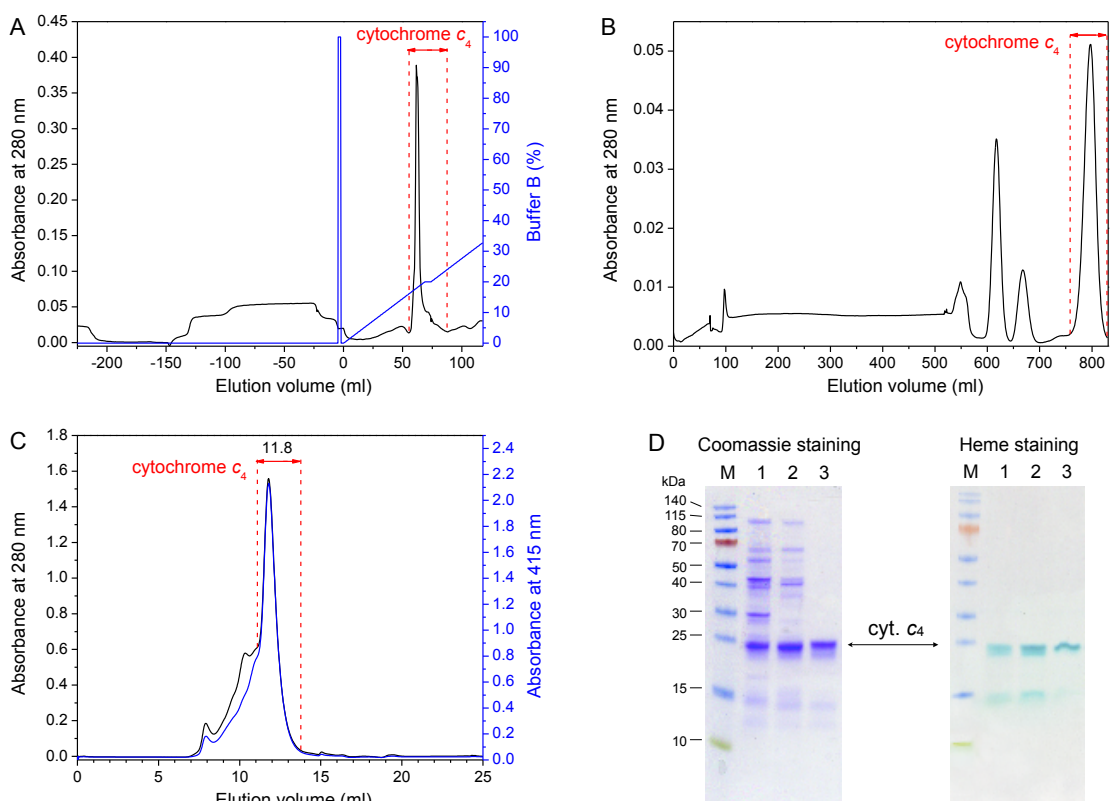 A
cytochrome c4
Absorbance at 280 nm
0.45
0.40
0.35
0.30
0.25
0.20
0.15
0.10
0.05
0.00
100
90
80
70
60
50
40
30
20
10
0
Buffer B (%)
-200 -150 -100 -50 0 50 100
Elution volume (ml)
B
cytochrome c4
Absorbance at 280 nm
0.05
0.04
0.03
0.02
0.01
0.00
0 100 200 300 400 500 600 700 800
Elution volume (ml)
C
11.8
cytochrome c4
Absorbance at 280 nm
1.8
1.6
1.4
1.2
1.0
0.8
0.6
0.4
0.2
0.0
2.4
2.2
2.0
1.8
1.6
1.4
1.2
1.0
0.8
0.6
0.4
0.2
0.0
Absorbance at 415 nm
0 5 10 15 20 25
Elution volume (ml)
D
Coomassie staining
Heme staining
M 1 2 3
M 1 2 3
kDa
140
115
80
70
50
40
30
25
15
10
cyt. c4